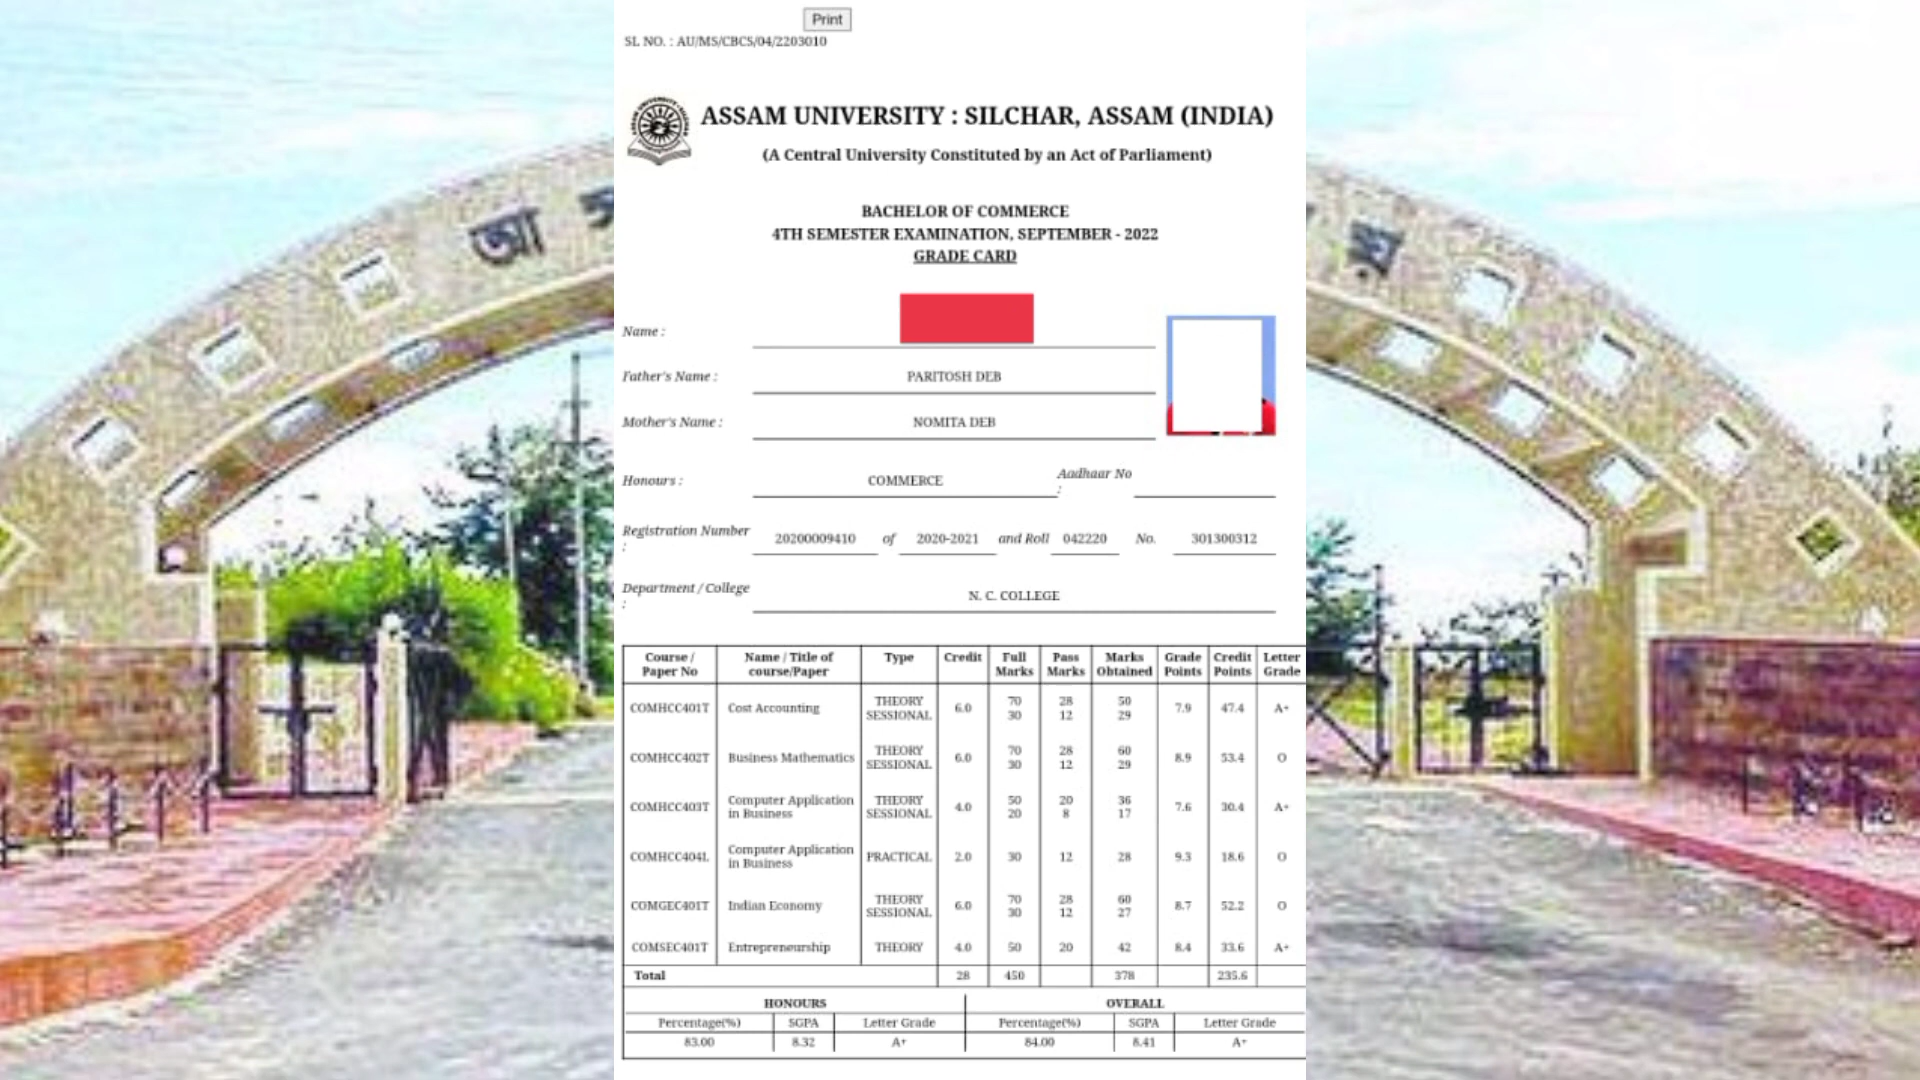 Print
SL NO. : AU/MS/CBCS/04/2203010
ASSAM UNIVERSITY : SILCHAR, ASSAM (INDIA)
(A Central University Constituted by an Act of Parliament)
BACHELOR OF COMMERCE
4TH SEMESTER EXAMINATION, SEPTEMBER - 2022
GRADE CARD
Name :
Father's Name : PARITOSH DEB
Mother's Name : NOMITA DEB
Honours : COMMERCE Aadhaar No :
Registration Number : 20200009410 of 2020-2021 and Roll 042220 No. 301300312
Department / College : N. C. COLLEGE
Course / Paper No Name / Title of course/Paper Type Credit Full Marks Pass Marks Marks Obtained Grade Points Credit Points Letter Grade
COMHCC401T Cost Accounting THEORY SESSIONAL 6.0 70 30 28 12 50 29 7.9 47.4 A+
COMHCC402T Business Mathematics THEORY SESSIONAL 6.0 70 30 28 12 60 29 8.9 53.4 O
COMHCC403T Computer Application in Business THEORY SESSIONAL 4.0 50 20 20 8 36 17 7.6 30.4 A+
COMHCC404L Computer Application in Business PRACTICAL 2.0 30 12 28 9.3 18.6 O
COMGEC401T Indian Economy THEORY SESSIONAL 6.0 70 30 28 12 60 27 8.7 52.2 O
COMSEC401T Entrepreneurship THEORY 4.0 50 20 42 8.4 33.6 A+
Total 28 450 378 235.6
HONOURS OVERALL
Percentage(%) SGPA Letter Grade Percentage(%) SGPA Letter Grade
83.00 8.32 A+ 84.00 8.41 A+
আ স